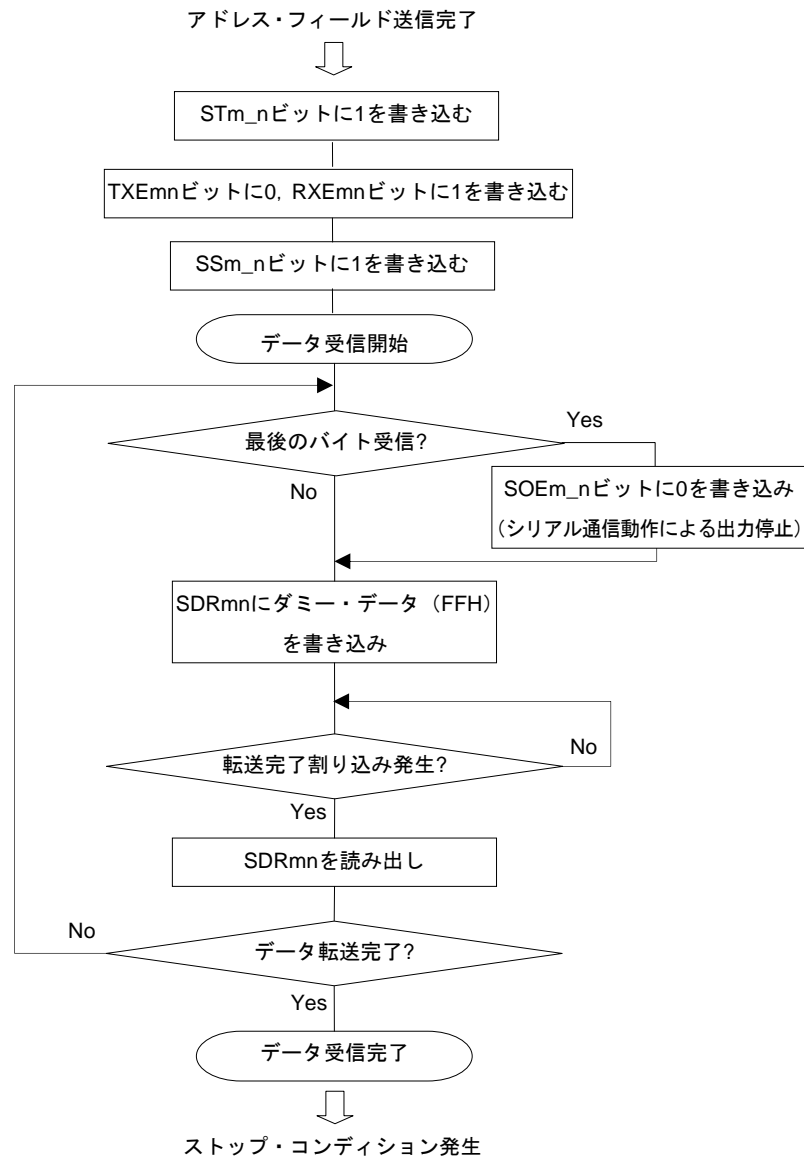 アドレス・フィールド送信完了
STm_nビットに1を書き込む
TXEmnビットに0, RXEmnビットに1を書き込む
SSm_nビットに1を書き込む
データ受信開始
最後のバイト受信?
Yes
No
SOEm_nビットに0を書き込み
(シリアル通信動作による出力停止)
SDRmnにダミー・データ（FFH）
を書き込み
転送完了割り込み発生?
No
Yes
SDRmnを読み出し
No
データ転送完了?
Yes
データ受信完了
ストップ・コンディション発生